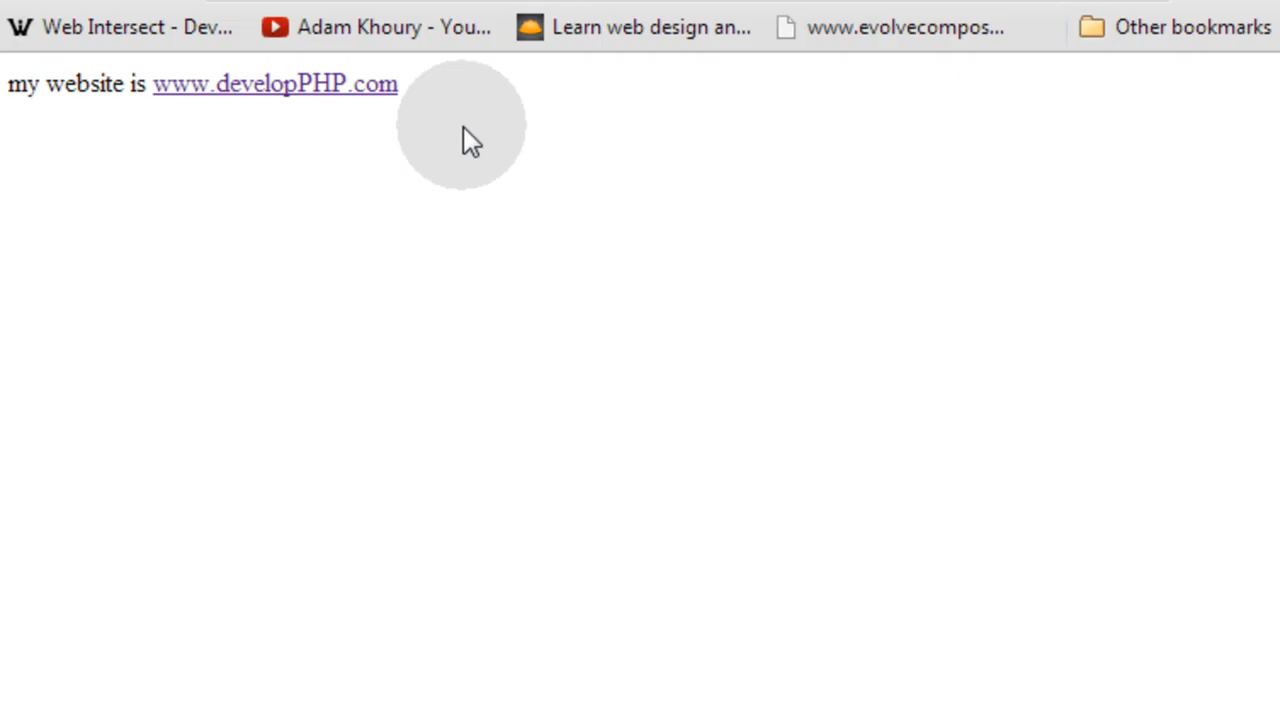 Web Intersect - Dev... Adam Khoury - You... Learn web design an... www.evolvecompos... Other bookmarks
my website is www.developPHP.com